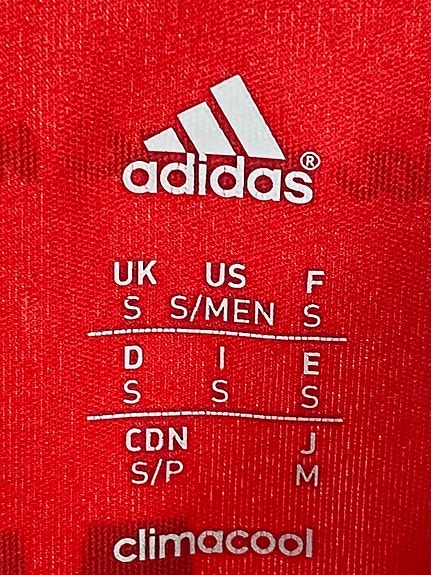 adidas®
UK US F
S S/MEN S
D I E
S S S
CDN J
S/P M
climacool